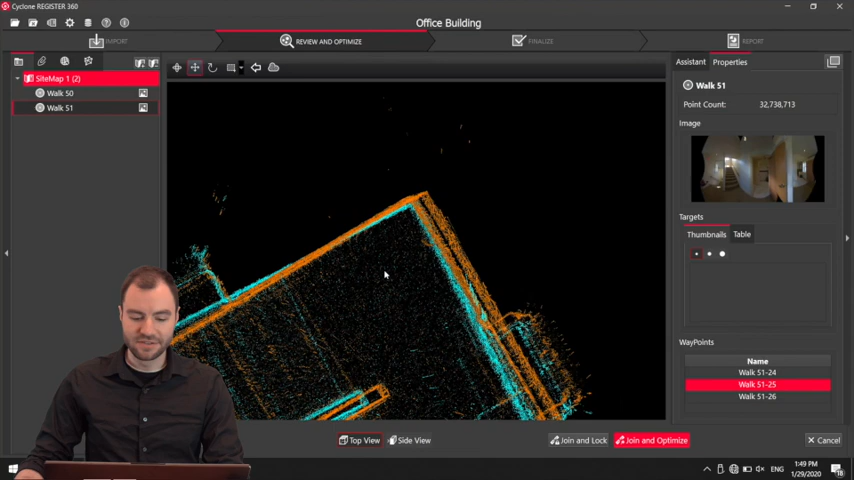 Cyclone REGISTER 360
Office Building
IMPORT
REVIEW AND OPTIMIZE
FINALIZE
REPORT
SiteMap 1 (2)
Walk 50
Walk 51
Assistant
Properties
Walk 51
Point Count:
32,738,713
Image
Targets
Thumbnails
Table
WayPoints
Name
Walk 51-24
Walk 51-25
Walk 51-26
Top View
Side View
Join and Lock
Join and Optimize
Cancel
ENG
1:49 PM
1/29/2020
18